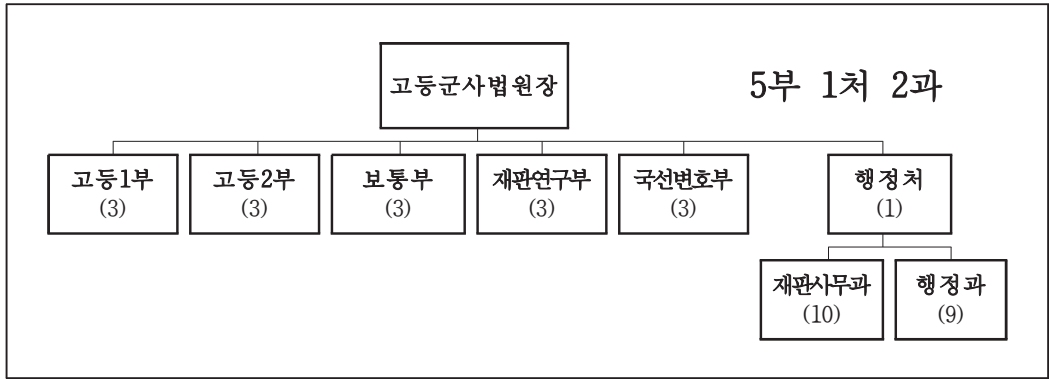 고등군사법원장
5부 1처 2과
고등1부
(3)
고등2부
(3)
보통부
(3)
재판연구부
(3)
국선변호부
(3)
행정처
(1)
재판사무과
(10)
행정과
(9)